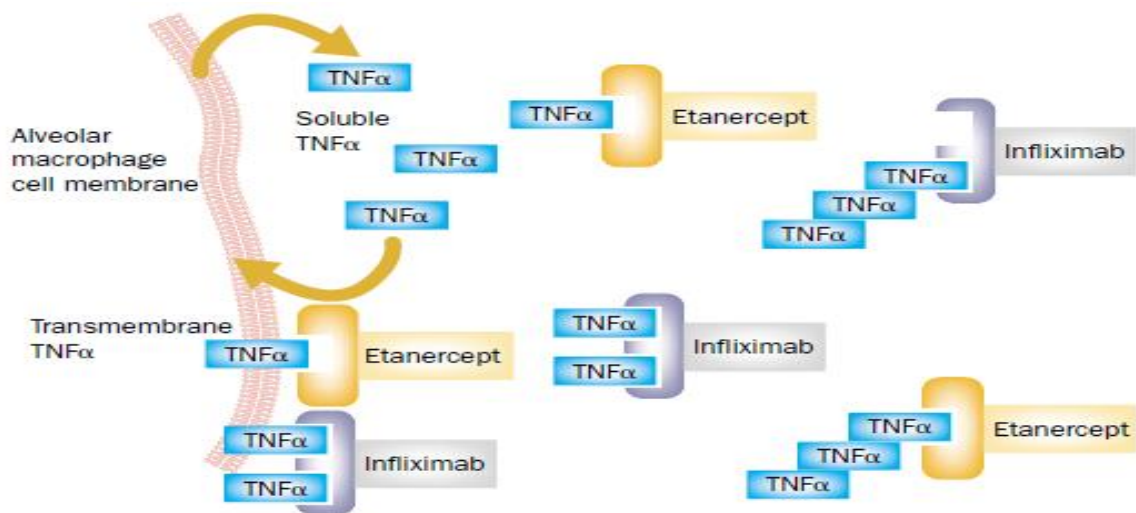 TNFα
Soluble
TNFα
TNFα
Etanercept
Alveolar
macrophage
cell membrane
TNFα
Infliximab
TNFα
TNFα
TNFα
TNFα
Transmembrane
TNFα
TNFα
Etanercept
TNFα
TNFα
Infliximab
TNFα
TNFα
Infliximab
TNFα
TNFα
TNFα
Etanercept